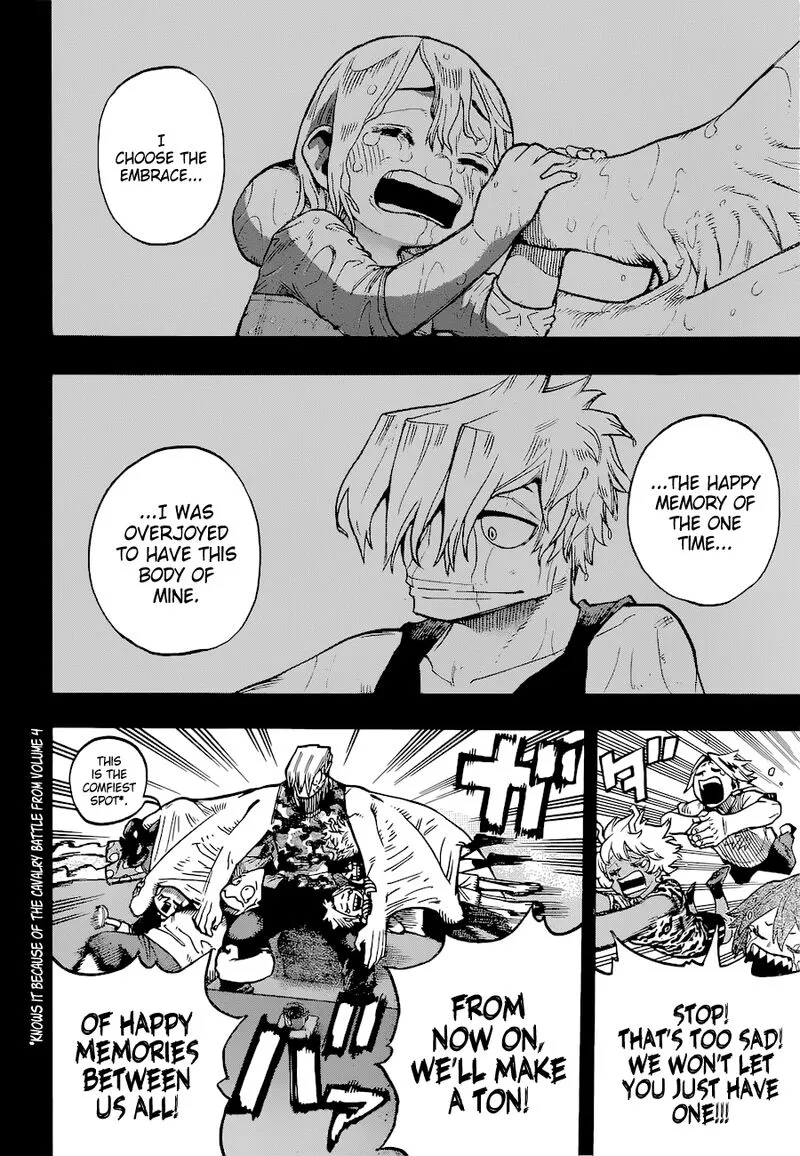 I
CHOOSE THE
EMBRACE...
...THE HAPPY
MEMORY OF
THE ONE
TIME...
...I WAS
OVERJOYED
TO HAVE THIS
BODY OF
MINE.
ダ
STOP!
THAT'S TOO SAD!
WE WON'T LET
YOU JUST HAVE
ONE!!!
THIS
IS THE
COMFIEST
SPOT*.
ガ
バ
FROM
NOW ON,
WE'LL MAKE
A TON!
OF HAPPY
MEMORIES
BETWEEN
US ALL!
*KNOWS IT BECAUSE OF THE CAVALRY BATTLE FROM VOLUME 4